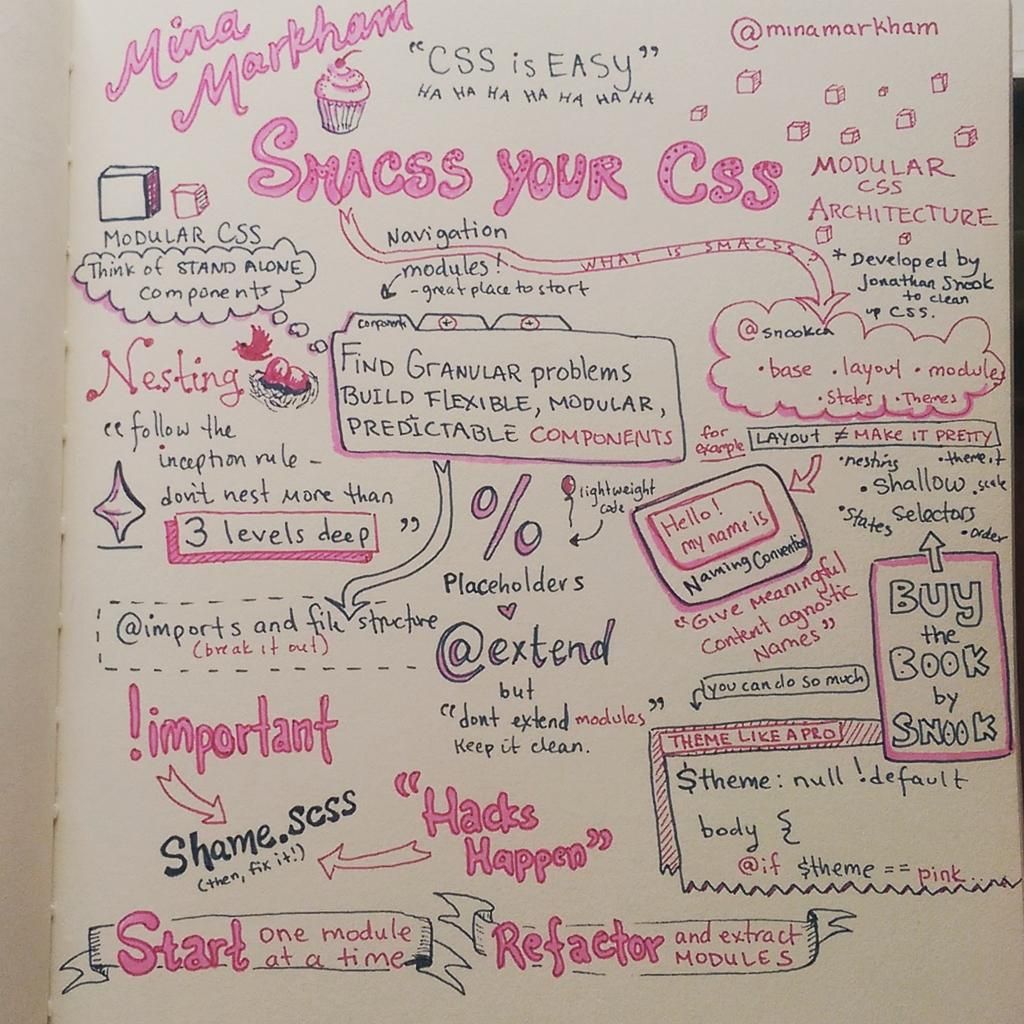 Mina
Markham
"CSS is EASY"
HA HA HA HA HA HA HA
@minamarkham
SMACSS YOUR CSS
MODULAR
CSS
ARCHITECTURE
* Developed by
Jonathan Snook
to clean
up CSS.
MODULAR CSS
Think of STAND ALONE
components
Navigation
modules!
- great place to start
WHAT IS SMACSS?
@snookca
• base • layout • modules
• States • Themes
Components
FIND GRANULAR problems
BUILD FLEXIBLE, MODULAR,
PREDICTABLE COMPONENTS
Nesting
"follow the
inception rule -
don't nest more than
3 levels deep"
for
example
LAYOUT ≠ MAKE IT PRETTY
• nesting • theme it
• Shallow • scale
• States selectors
• order
%
lightweight
code
Placeholders
@extend
but
"dont extend modules"
Keep it clean.
Hello!
my name is
Naming Convention
"Give meaningful
content agnostic
Names"
BUY
the
BOOK
by
SNOOK
@imports and file structure
(break it out)
!important
Shame.scss
(then, fix it!)
"Hacks
Happen"
you can do so much
THEME LIKE A PRO!
$theme: null !default
body {
@if $theme == pink...
Start one module
at a time
Refactor and extract
MODULES